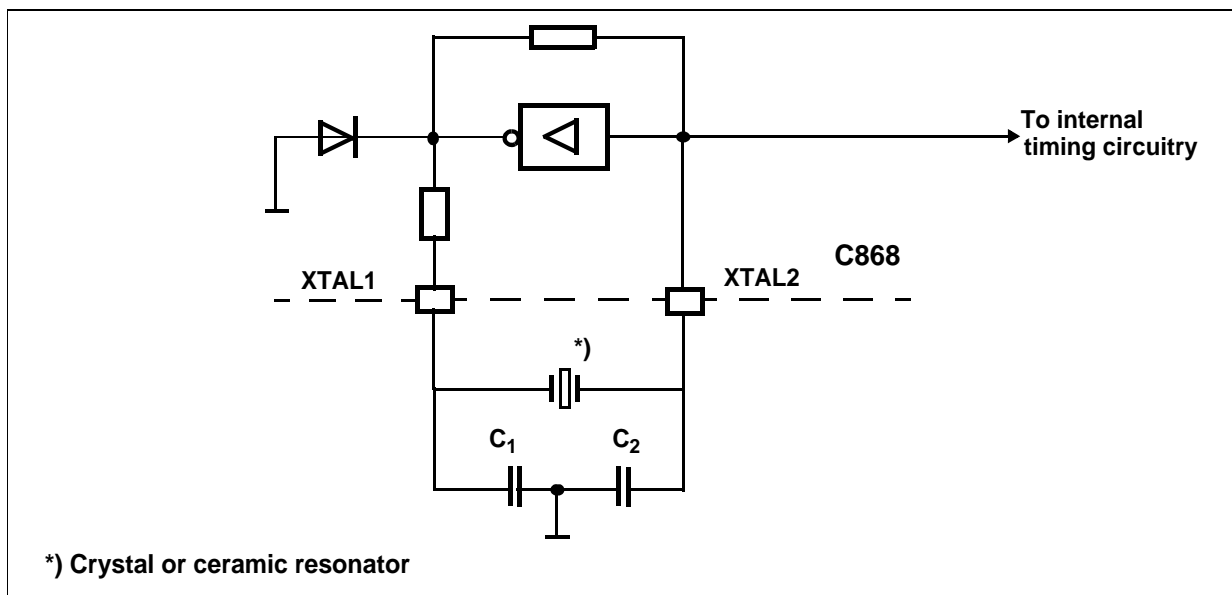 To internal
timing circuitry
C868
XTAL1
XTAL2
*)
C1
C2
*) Crystal or ceramic resonator